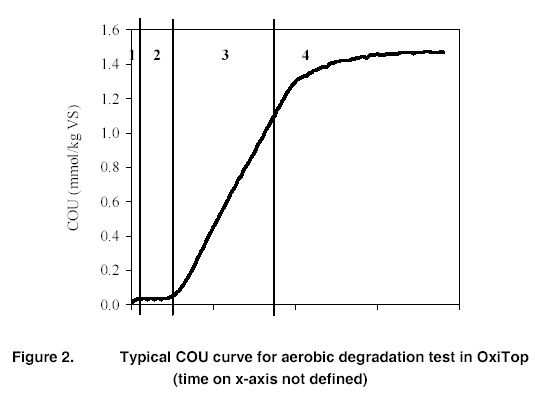 1.6
1 2 3 4
1.4
1.2
1.0
0.8
0.6
0.4
0.2
0.0
COU (mmol/kg VS)
Figure 2. Typical COU curve for aerobic degradation test in OxiTop
(time on x-axis not defined)